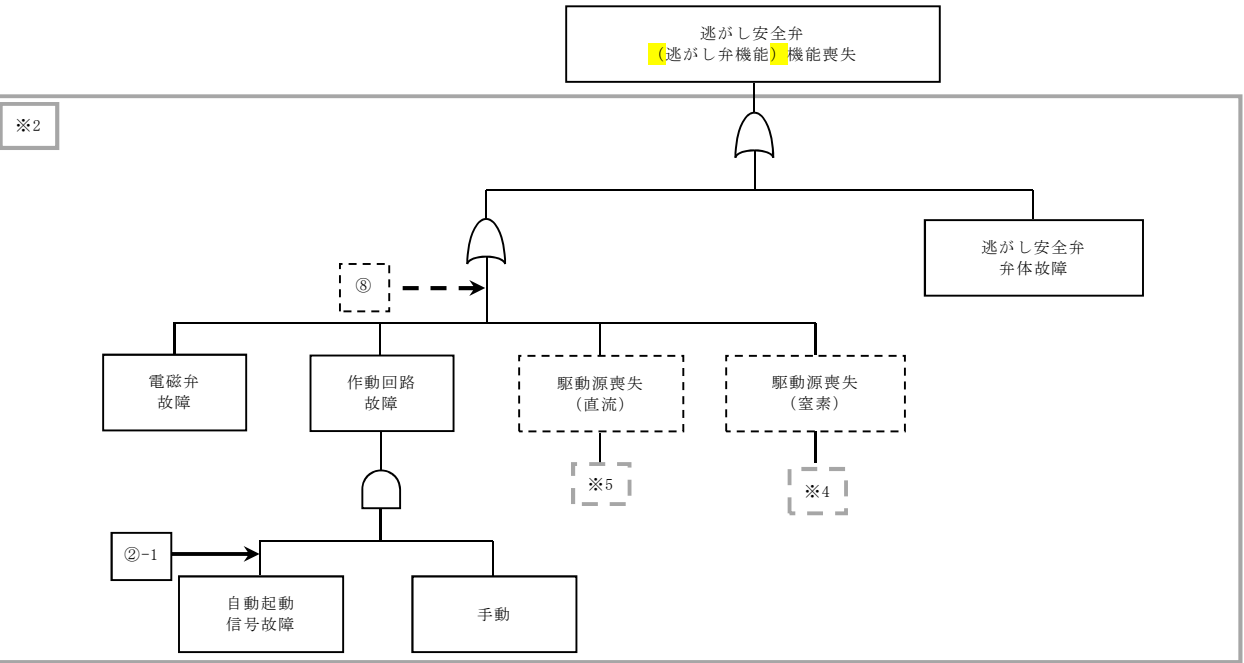 逃がし安全弁
（逃がし弁機能）機能喪失
※2
逃がし安全弁
弁体故障
⑧
電磁弁
故障
作動回路
故障
駆動源喪失
（直流）
駆動源喪失
（窒素）
※5
※4
②-1
自動起動
信号故障
手動